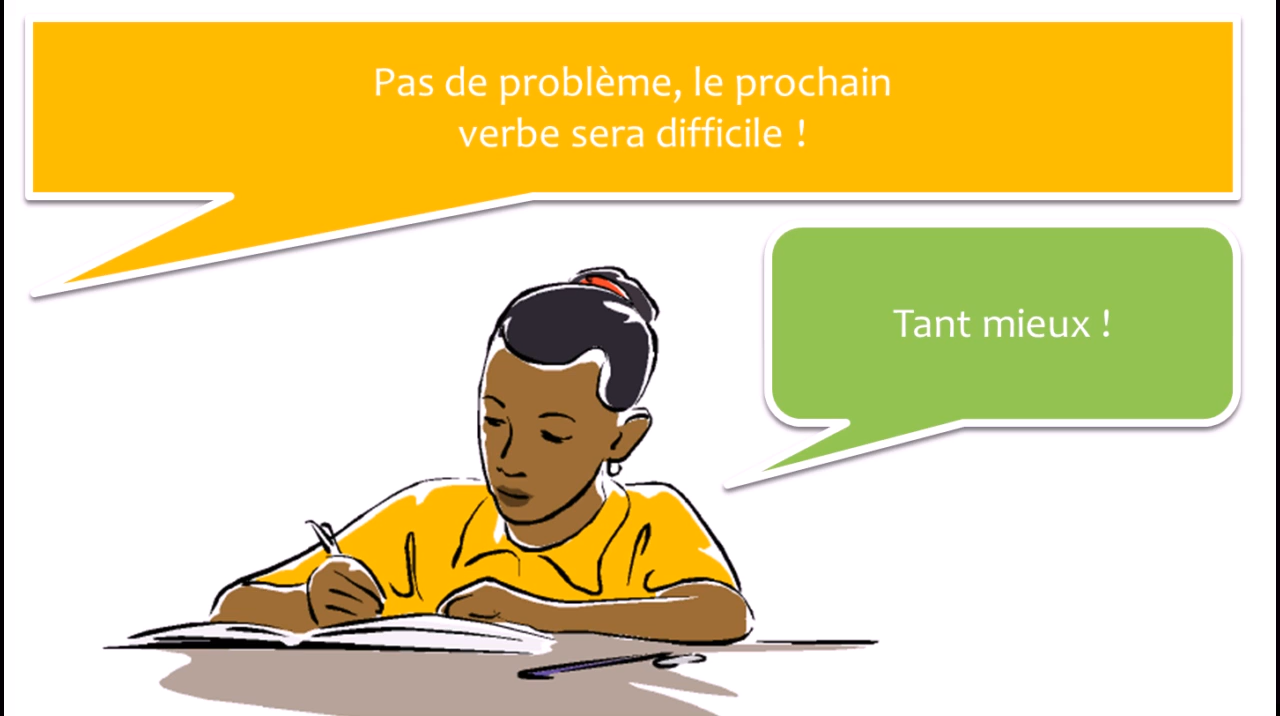 Pas de problème, le prochain
verbe sera difficile !
Tant mieux !